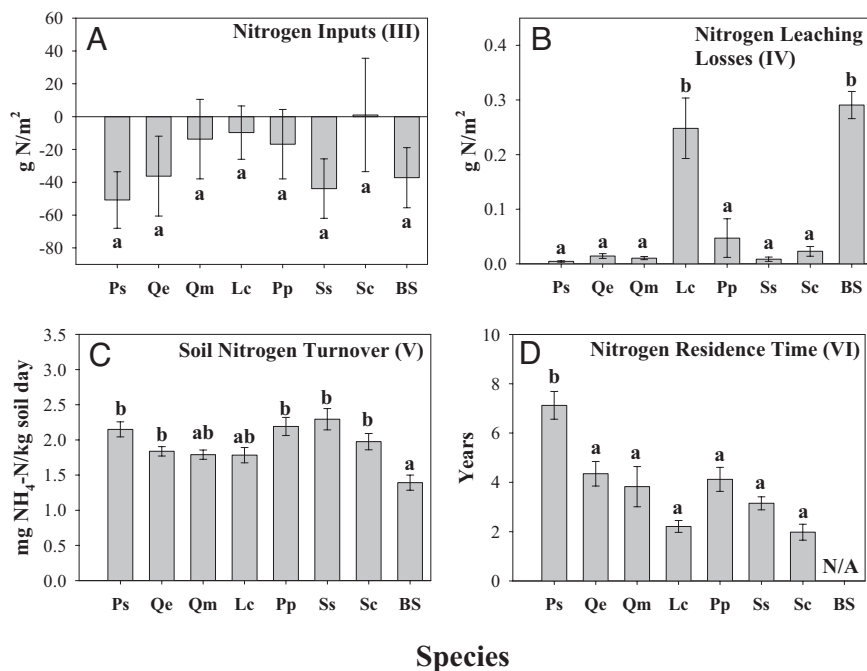 A
Nitrogen Inputs (III)
g N/m²
60
40
20
0
-20
-40
-60
-80
a a a a a a a a
Ps Qe Qm Lc Pp Ss Sc BS
B
Nitrogen Leaching
Losses (IV)
g N/m²
0.4
0.3
0.2
0.1
0.0
a a a b a a a b
Ps Qe Qm Lc Pp Ss Sc BS
C
Soil Nitrogen Turnover (V)
mg NH₄-N/kg soil day
3.5
3.0
2.5
2.0
1.5
1.0
0.5
0.0
b b ab ab b b b a
Ps Qe Qm Lc Pp Ss Sc BS
D
Nitrogen Residence Time (VI)
Years
10
8
6
4
2
0
b a a a a a a N/A
Ps Qe Qm Lc Pp Ss Sc BS
Species